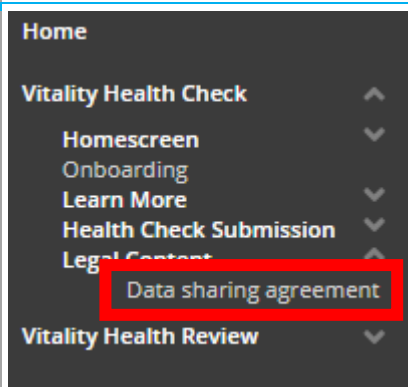 Home
Vitality Health Check
Homescreen
Onboarding
Learn More
Health Check Submission
Legal Content
Data sharing agreement
Vitality Health Review